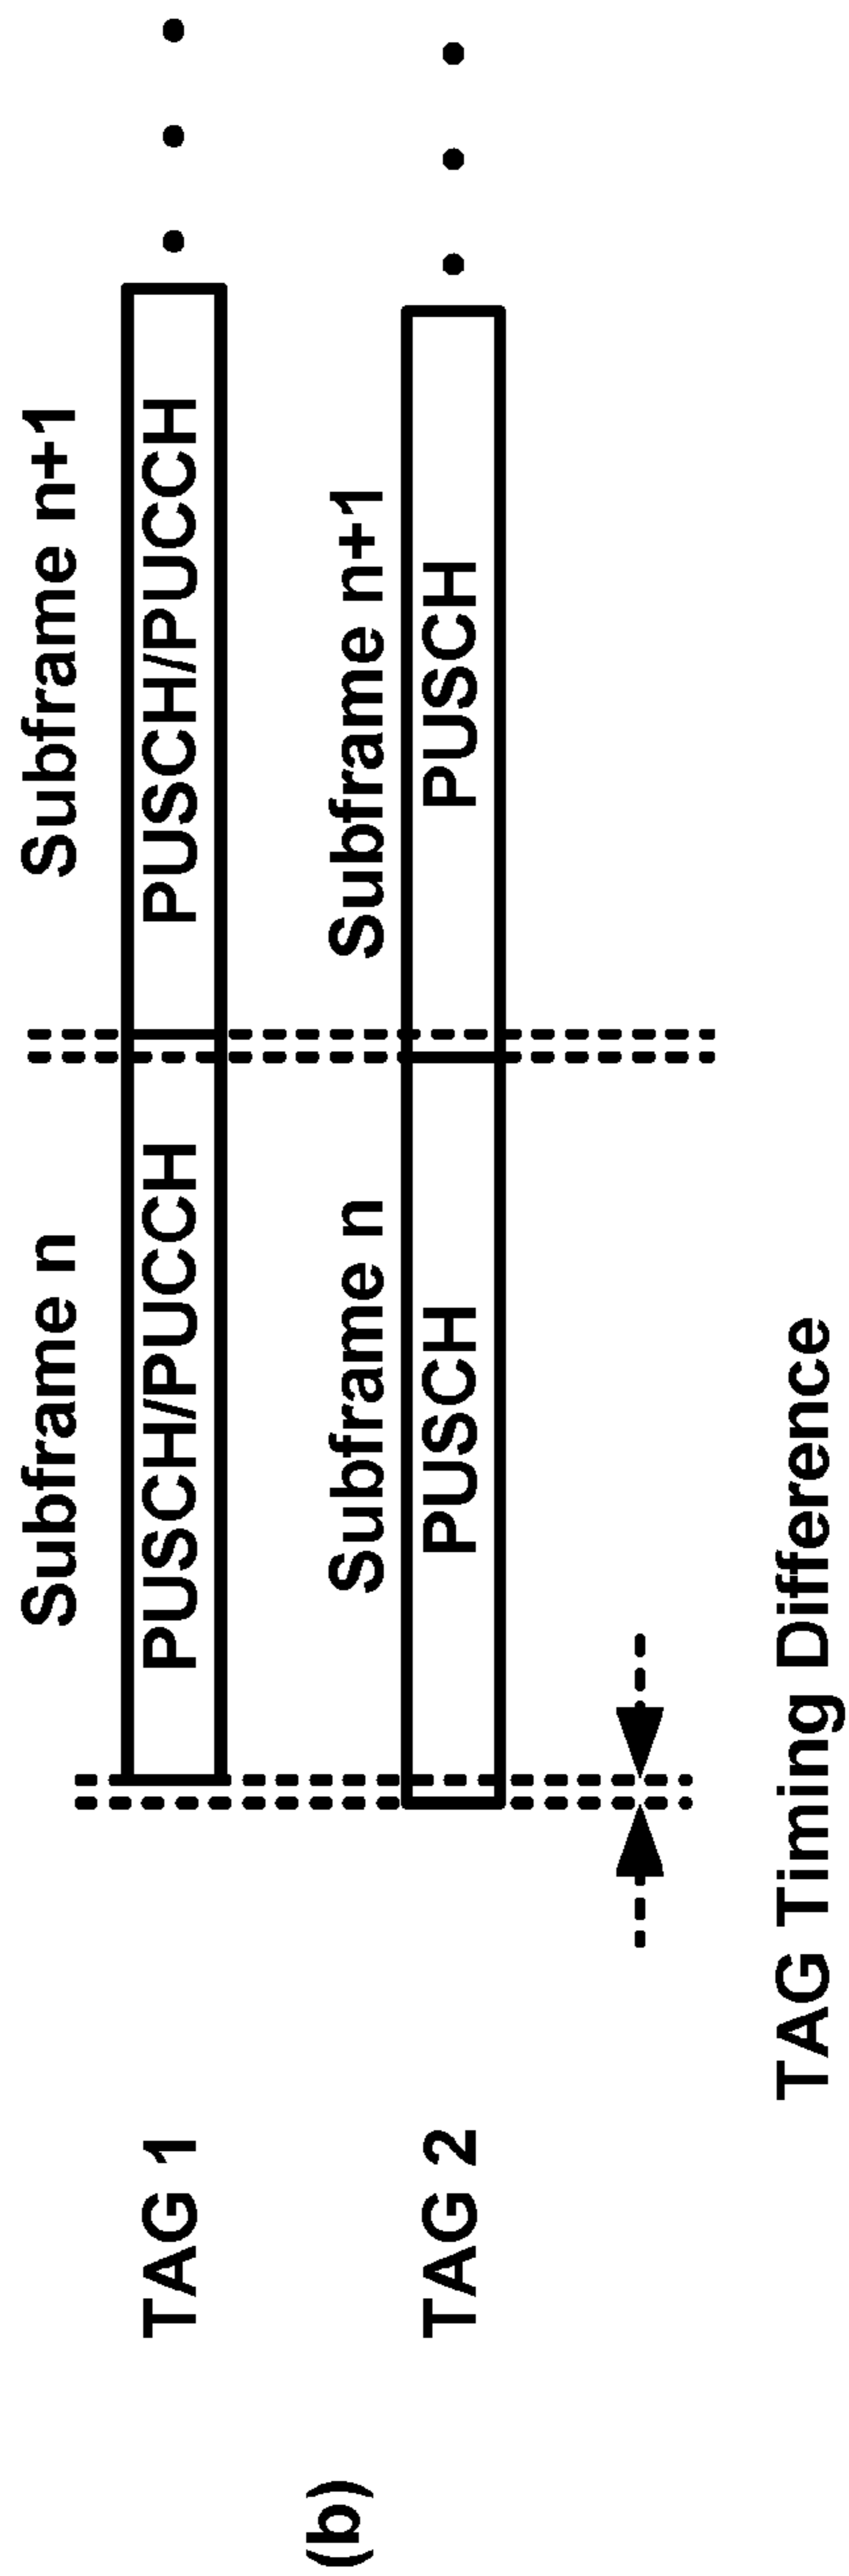 Subframe n
Subframe n+1
TAG 1
PUSCH/PUCCH
PUSCH/PUCCH
(b)
Subframe n
Subframe n+1
TAG 2
PUSCH
PUSCH
TAG Timing Difference